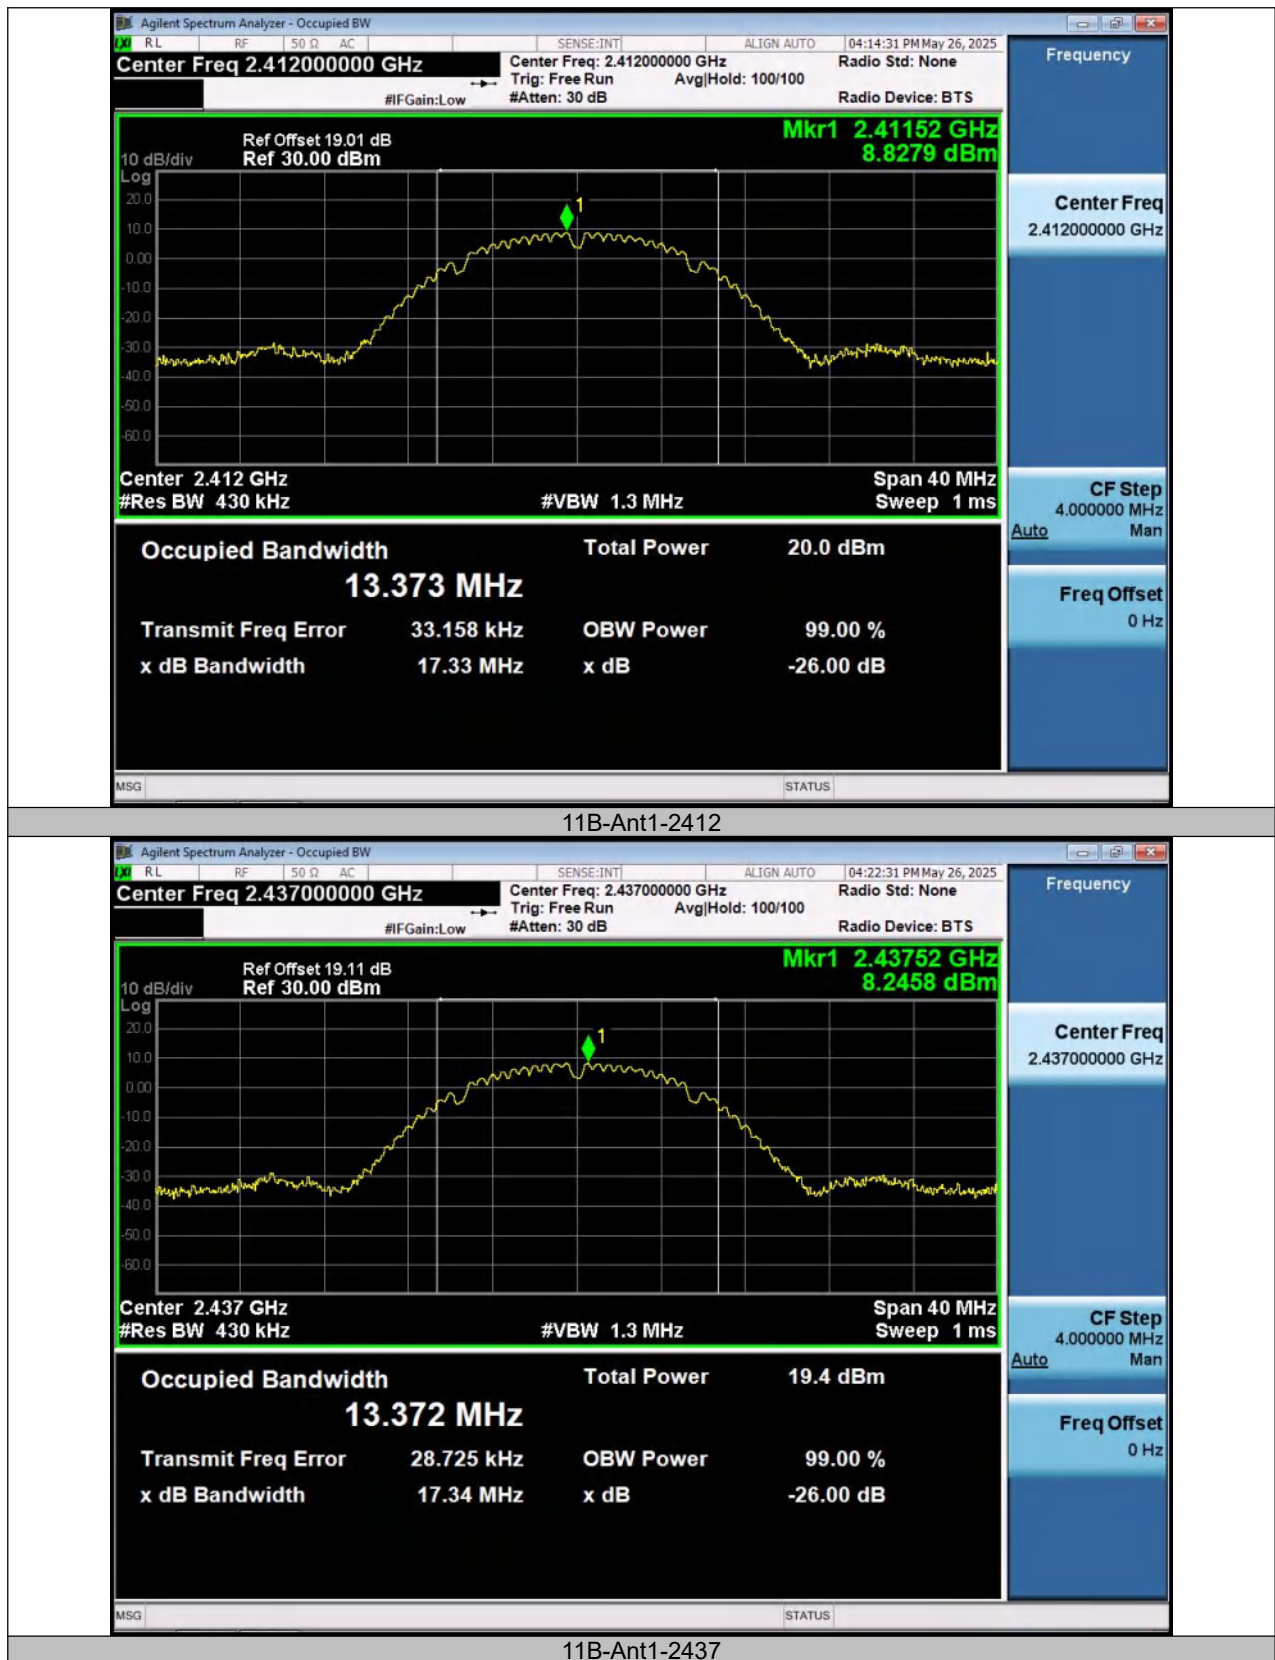 Agilent Spectrum Analyzer - Occupied BW
LXI RL RF 50 Ω AC SENSE:INT ALIGN AUTO 04:14:31 PM May 26, 2025
Center Freq 2.412000000 GHz Center Freq: 2.412000000 GHz Radio Std: None Frequency
Trig: Free Run Avg|Hold: 100/100
#IFGain:Low #Atten: 30 dB Radio Device: BTS
Mkr1 2.41152 GHz
8.8279 dBm
Ref Offset 19.01 dB
10 dB/div Ref 30.00 dBm
Log
20.0
10.0
0.00
-10.0
-20.0
-30.0
-40.0
-50.0
-60.0
1
Center 2.412 GHz Span 40 MHz
#Res BW 430 kHz #VBW 1.3 MHz Sweep 1 ms
Center Freq
2.412000000 GHz
CF Step
4.000000 MHz
Auto Man
Freq Offset
0 Hz
Occupied Bandwidth Total Power 20.0 dBm
13.373 MHz
Transmit Freq Error 33.158 kHz OBW Power 99.00 %
x dB Bandwidth 17.33 MHz x dB -26.00 dB
MSG STATUS
11B-Ant1-2412
Agilent Spectrum Analyzer - Occupied BW
LXI RL RF 50 Ω AC SENSE:INT ALIGN AUTO 04:22:31 PM May 26, 2025
Center Freq 2.437000000 GHz Center Freq: 2.437000000 GHz Radio Std: None Frequency
Trig: Free Run Avg|Hold: 100/100
#IFGain:Low #Atten: 30 dB Radio Device: BTS
Mkr1 2.43752 GHz
8.2458 dBm
Ref Offset 19.11 dB
10 dB/div Ref 30.00 dBm
Log
20.0
10.0
0.00
-10.0
-20.0
-30.0
-40.0
-50.0
-60.0
1
Center 2.437 GHz Span 40 MHz
#Res BW 430 kHz #VBW 1.3 MHz Sweep 1 ms
Center Freq
2.437000000 GHz
CF Step
4.000000 MHz
Auto Man
Freq Offset
0 Hz
Occupied Bandwidth Total Power 19.4 dBm
13.372 MHz
Transmit Freq Error 28.725 kHz OBW Power 99.00 %
x dB Bandwidth 17.34 MHz x dB -26.00 dB
MSG STATUS
11B-Ant1-2437